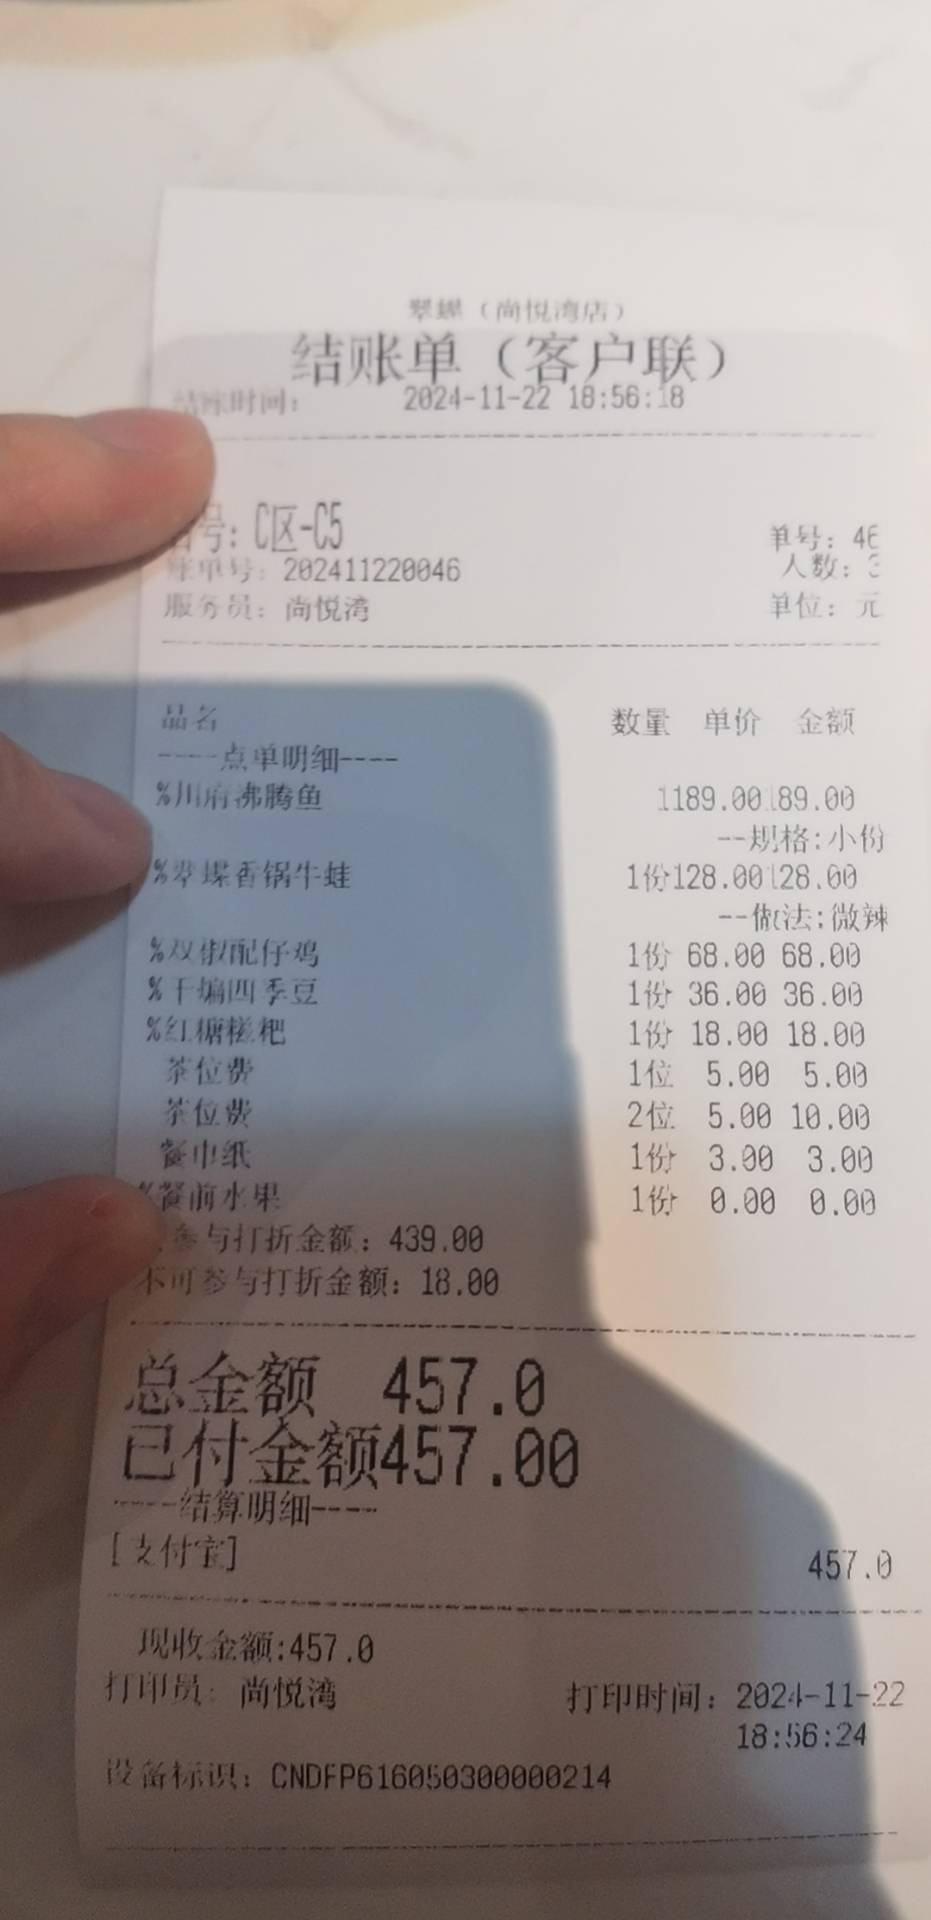 （尚悦湾店）
结账单（客户联）
结账时间： 2024-11-22 18:56:18
号：C区-C5
单号：46
账单号：202411220046
人数：3
服务员：尚悦湾
单位：元
品名 数量 单价 金额
----点单明细----
%川府沸腾鱼 1189.00189.00
--规格:小份
%翠堞香锅牛蛙 1份128.00128.00
--做法:微辣
%双椒配仔鸡 1份 68.00 68.00
%干煸四季豆 1份 36.00 36.00
%红糖糍粑 1份 18.00 18.00
茶位费 1位 5.00 5.00
茶位费 2位 5.00 10.00
餐巾纸 1份 3.00 3.00
%餐前水果 1份 0.00 0.00
参与打折金额：439.00
不可参与打折金额：18.00
总金额 457.0
已付金额457.00
----结算明细----
[支付宝] 457.0
现收金额:457.0
打印员：尚悦湾 打印时间：2024-11-22
18:56:24
设备标识：CNDFP616050300000214